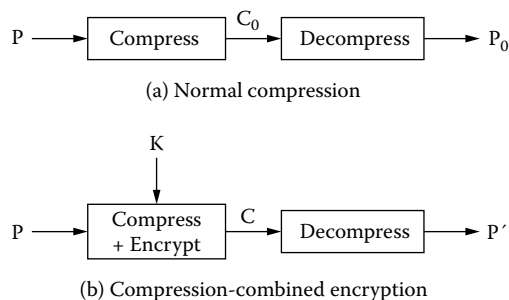 P Compress C₀ Decompress P₀
(a) Normal compression
K
P Compress + Encrypt C Decompress P′
(b) Compression-combined encryption